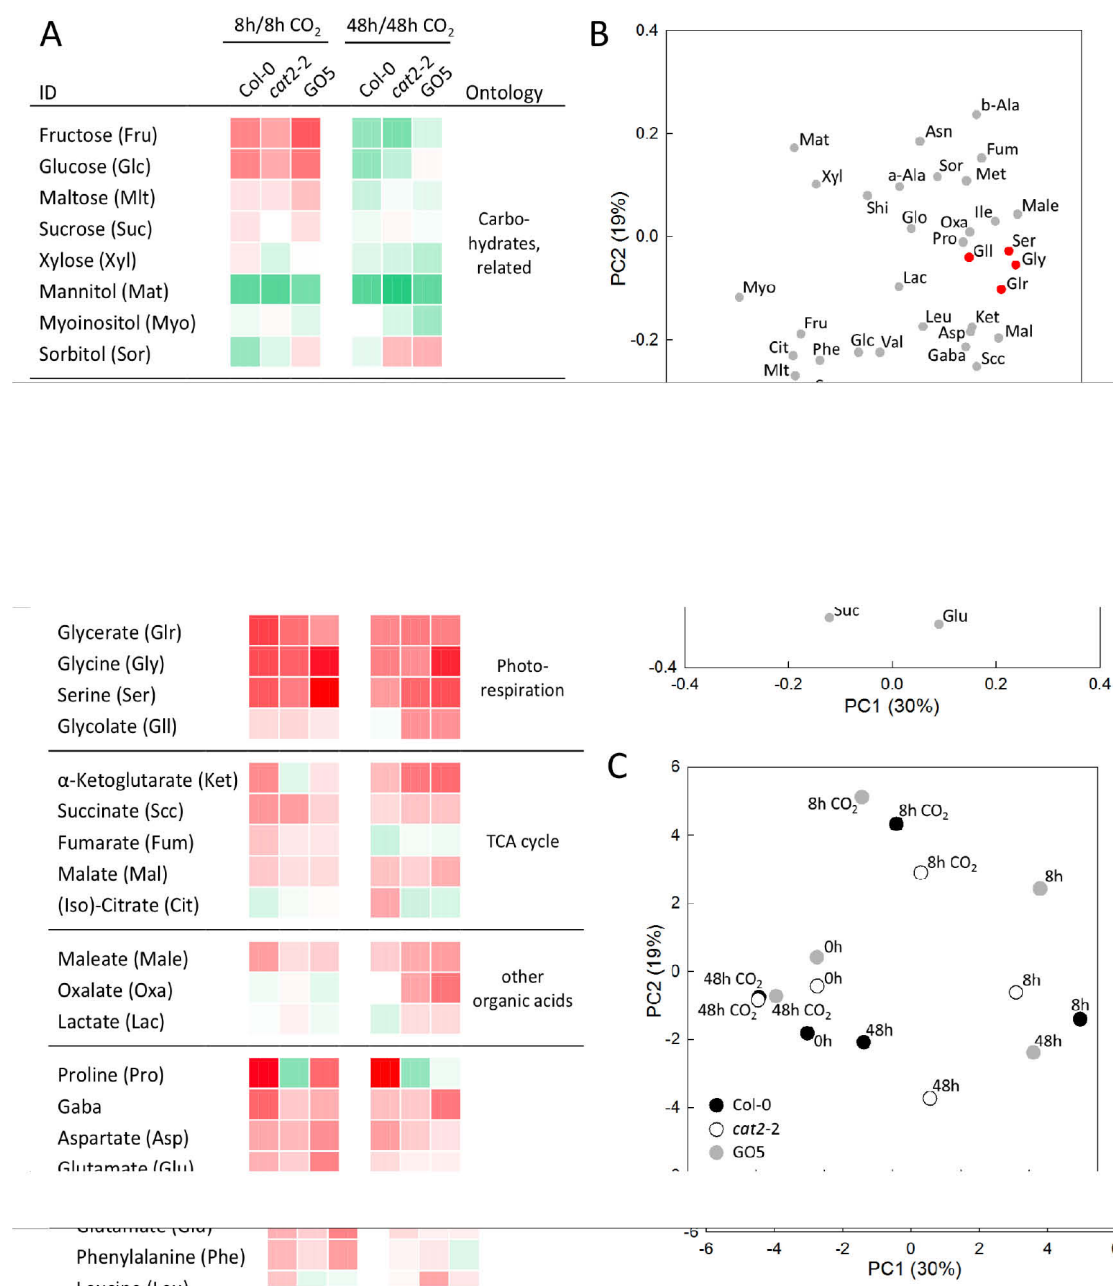 A
8h/8h CO2
48h/48h CO2
ID
Col-0
cat2-2
GO5
Col-0
cat2-2
GO5
Ontology
Fructose (Fru)
Glucose (Glc)
Maltose (Mlt)
Sucrose (Suc)
Xylose (Xyl)
Mannitol (Mat)
Myoinositol (Myo)
Sorbitol (Sor)
Carbo-
hydrates,
related
B
0.4
0.2
0.0
-0.2
PC2 (19%)
b-Ala
Asn
Mat
Fum
Sor
Met
Xyl
a-Ala
Shi
Glo
Oxa
Ile
Male
Pro
Gll
Ser
Gly
Glr
Lac
Myo
Fru
Leu
Ket
Asp
Mal
Cit
Phe
Glc
Val
Gaba
Scc
Mlt
Glycerate (Glr)
Glycine (Gly)
Serine (Ser)
Glycolate (Gll)
Photo-
respiration
α-Ketoglutarate (Ket)
Succinate (Scc)
Fumarate (Fum)
Malate (Mal)
(Iso)-Citrate (Cit)
TCA cycle
Maleate (Male)
Oxalate (Oxa)
Lactate (Lac)
other
organic acids
Proline (Pro)
Gaba
Aspartate (Asp)
Glutamate (Glu)
Suc
Glu
-0.4
-0.4
-0.2
0.0
0.2
0.4
PC1 (30%)
C
6
4
2
0
-2
-4
PC2 (19%)
8h CO2
8h CO2
8h CO2
8h
0h
0h
8h
48h CO2
48h CO2
48h CO2
8h
0h
48h
48h
48h
Col-0
cat2-2
GO5
Glutamate (Glu)
Phenylalanine (Phe)
Leucine (Leu)
-6
-6
-4
-2
0
2
4
PC1 (30%)